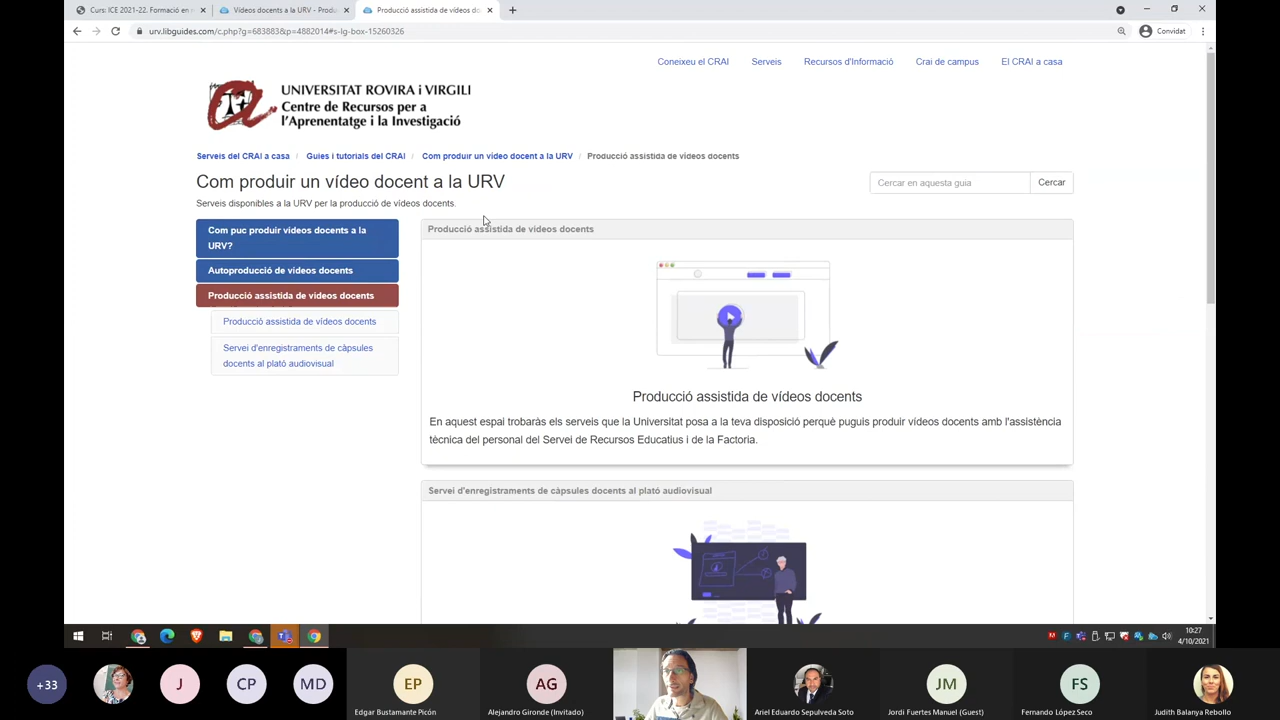 Curs: ICE 2021-22. Formació en
Vídeos docents a la URV - Produ
Producció assistida de vídeos do
urv.libguides.com/c.php?g=683883&p=4882014#s-lg-box-15260326
Convidat
Coneixeu el CRAI
Serveis
Recursos d'Informació
Crai de campus
El CRAI a casa
UNIVERSITAT ROVIRA i VIRGILI
Centre de Recursos per a
l'Aprenentatge i la Investigació
Serveis del CRAI a casa / Guies i tutorials del CRAI / Com produir un vídeo docent a la URV / Producció assistida de vídeos docents
Com produir un vídeo docent a la URV
Cercar en aquesta guia
Cercar
Serveis disponibles a la URV per la producció de vídeos docents.
Com puc produir vídeos docents a la
URV?
Autoproducció de vídeos docents
Producció assistida de vídeos docents
Producció assistida de vídeos docents
Servei d'enregistraments de càpsules
docents al plató audiovisual
Producció assistida de vídeos docents
Producció assistida de vídeos docents
En aquest espai trobaràs els serveis que la Universitat posa a la teva disposició perquè puguis produir vídeos docents amb l'assistència
tècnica del personal del Servei de Recursos Educatius i de la Factoria.
Servei d'enregistraments de càpsules docents al plató audiovisual
10:27
4/10/2021
+33
J
CP
MD
EP
Edgar Bustamante Picón
AG
Alejandro Gironde (Invitado)
Ariel Eduardo Sepulveda Soto
JM
Jordi Fuertes Manuel (Guest)
FS
Fernando López Seco
Judith Balanya Rebollo